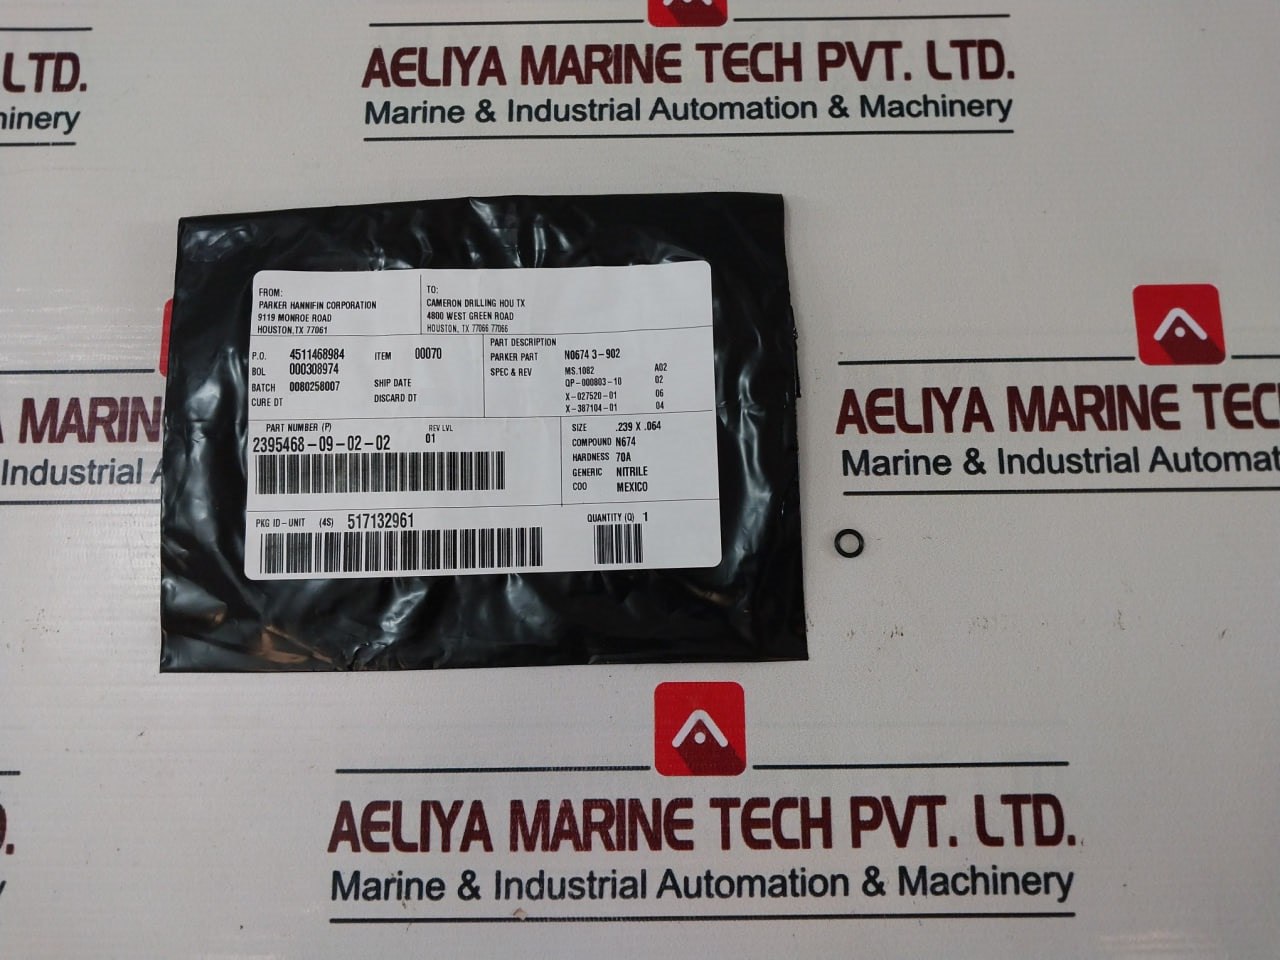 LTD.
hinery
AELIYA MARINE TECH PVT. LTD.
Marine & Industrial Automation & Machinery
FROM:
PARKER HANNIFIN CORPORATION
9119 MONROE ROAD
HOUSTON, TX 77061
TO:
CAMERON DRILLING HOU TX
4800 WEST GREEN ROAD
HOUSTON, TX 77066 77066
P.O. 4511468984 ITEM 00070
BOL 000308974
BATCH 0080258007 SHIP DATE
CURE DT DISCARD DT
PART DESCRIPTION
PARKER PART N0674 3-902
SPEC & REV MS.1082 A02
QP-000803-10 02
X-027520-01 06
X-387104-01 04
PART NUMBER (P) REV LVL
2395468-09-02-02 01
SIZE .239 X .064
COMPOUND N674
HARDNESS 70A
GENERIC NITRILE
COO MEXICO
PKG ID-UNIT (4S) 517132961
QUANTITY (Q) 1
A MARIN
Industrial A
AELIYA MARINE TEC
Marine & Industrial Automat
D.
y
AELIYA MARINE TECH PVT. LTD.
Marine & Industrial Automation & Machinery